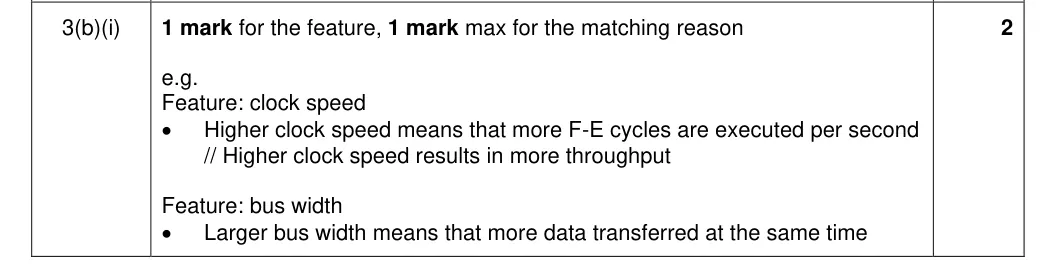 3(b)(i) 1 mark for the feature, 1 mark max for the matching reason 2
e.g.
Feature: clock speed
• Higher clock speed means that more F-E cycles are executed per second
// Higher clock speed results in more throughput
Feature: bus width
• Larger bus width means that more data transferred at the same time